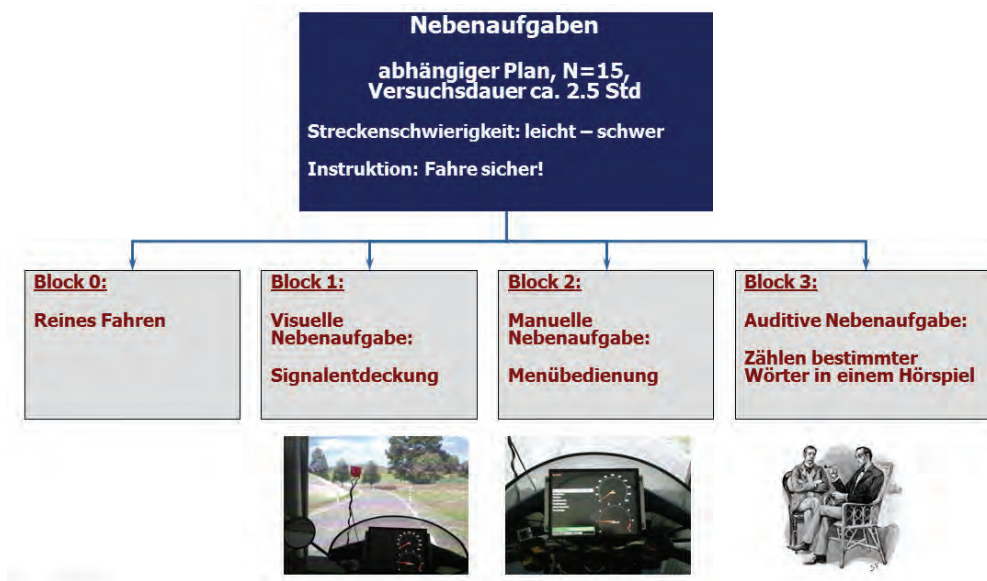 Nebenaufgaben
abhängiger Plan, N=15,
Versuchsdauer ca. 2.5 Std
Streckenschwierigkeit: leicht – schwer
Instruktion: Fahre sicher!
Block 0:
Reines Fahren
Block 1:
Visuelle
Nebenaufgabe:
Signalentdeckung
Block 2:
Manuelle
Nebenaufgabe:
Menübedienung
Block 3:
Auditive Nebenaufgabe:
Zählen bestimmter
Wörter in einem Hörspiel